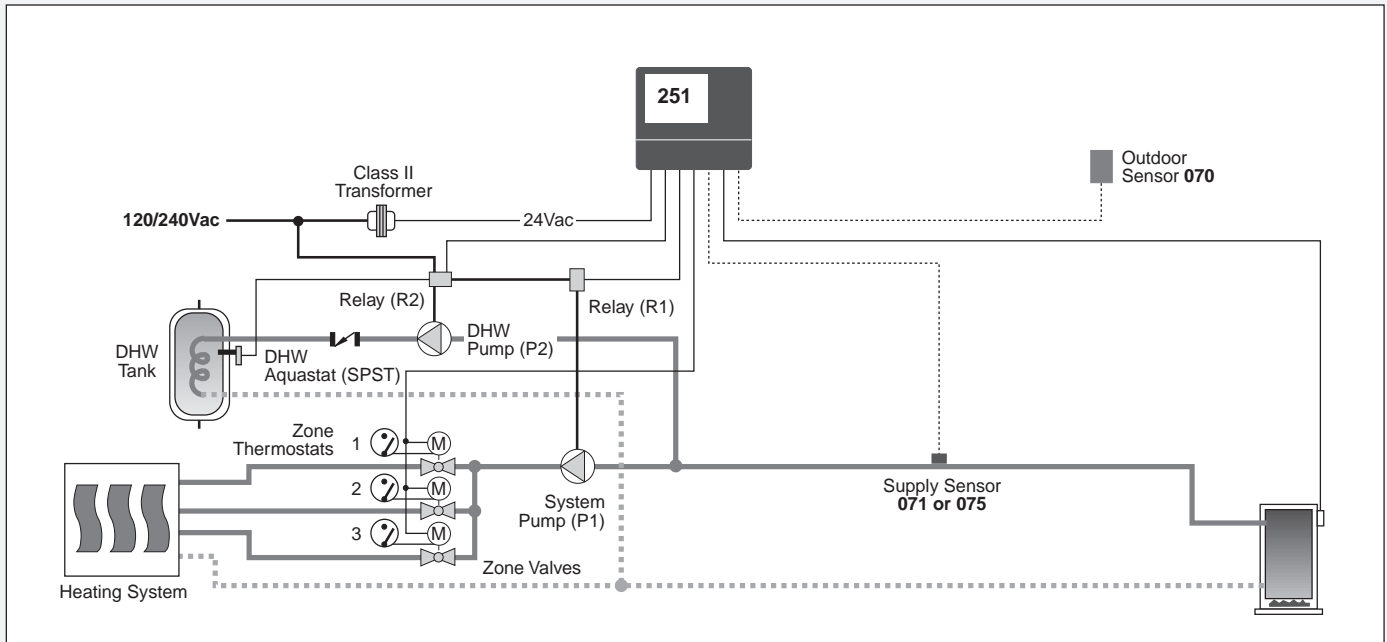 251
Outdoor
Sensor 070
Class II
Transformer
120/240Vac
24Vac
Relay (R2)
Relay (R1)
DHW
Pump (P2)
DHW
Tank
DHW
Aquastat (SPST)
Zone
Thermostats
1
M
2
M
3
M
System
Pump (P1)
Supply Sensor
071 or 075
Zone Valves
Heating System